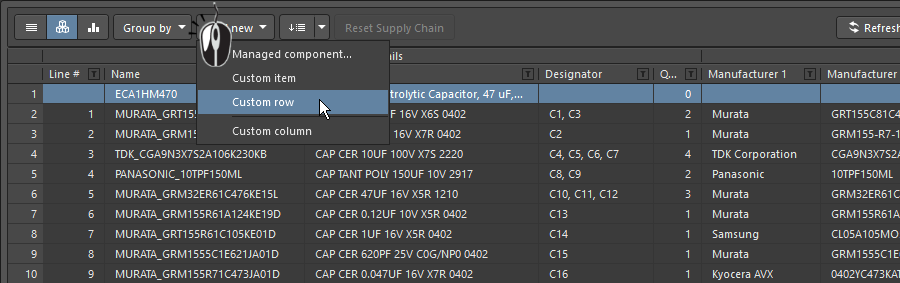 Group by new Reset Supply Chain Refresh
Managed component...
Custom item
Custom row
Custom column
Line # Name Designator Q... Manufacturer 1 Manufacturer
1 ECA1HM470 trolytic Capacitor, 47 uF,... 0
2 1 MURATA_GRT155 UF 16V X6S 0402 C1, C3 2 Murata GRT155C81C4
3 2 MURATA_GRM155 16V X7R 0402 C2 1 Murata GRM155-R7-1
4 3 TDK_CGA9N3X7S2A106K230KB CAP CER 10UF 100V X7S 2220 C4, C5, C6, C7 4 TDK Corporation CGA9N3X7S2A
5 4 PANASONIC_10TPF150ML CAP TANT POLY 150UF 10V 2917 C8, C9 2 Panasonic 10TPF150ML
6 5 MURATA_GRM32ER61C476KE15L CAP CER 47UF 16V X5R 1210 C10, C11, C12 3 Murata GRM32ER61C4
7 6 MURATA_GRM155R61A124KE19D CAP CER 0.12UF 10V X5R 0402 C13 1 Murata GRM155R61A
8 7 MURATA_GRT155R61C105KE01D CAP CER 1UF 16V X5R 0402 C14 1 Samsung CL05A105MO
9 8 MURATA_GRM1555C1E621JA01D CAP CER 620PF 25V C0G/NP0 0402 C15 1 Murata GRM1555C1E
10 9 MURATA_GRM155R71C473JA01D CAP CER 0.047UF 16V X7R 0402 C16 1 Kyocera AVX 0402YC473KAT